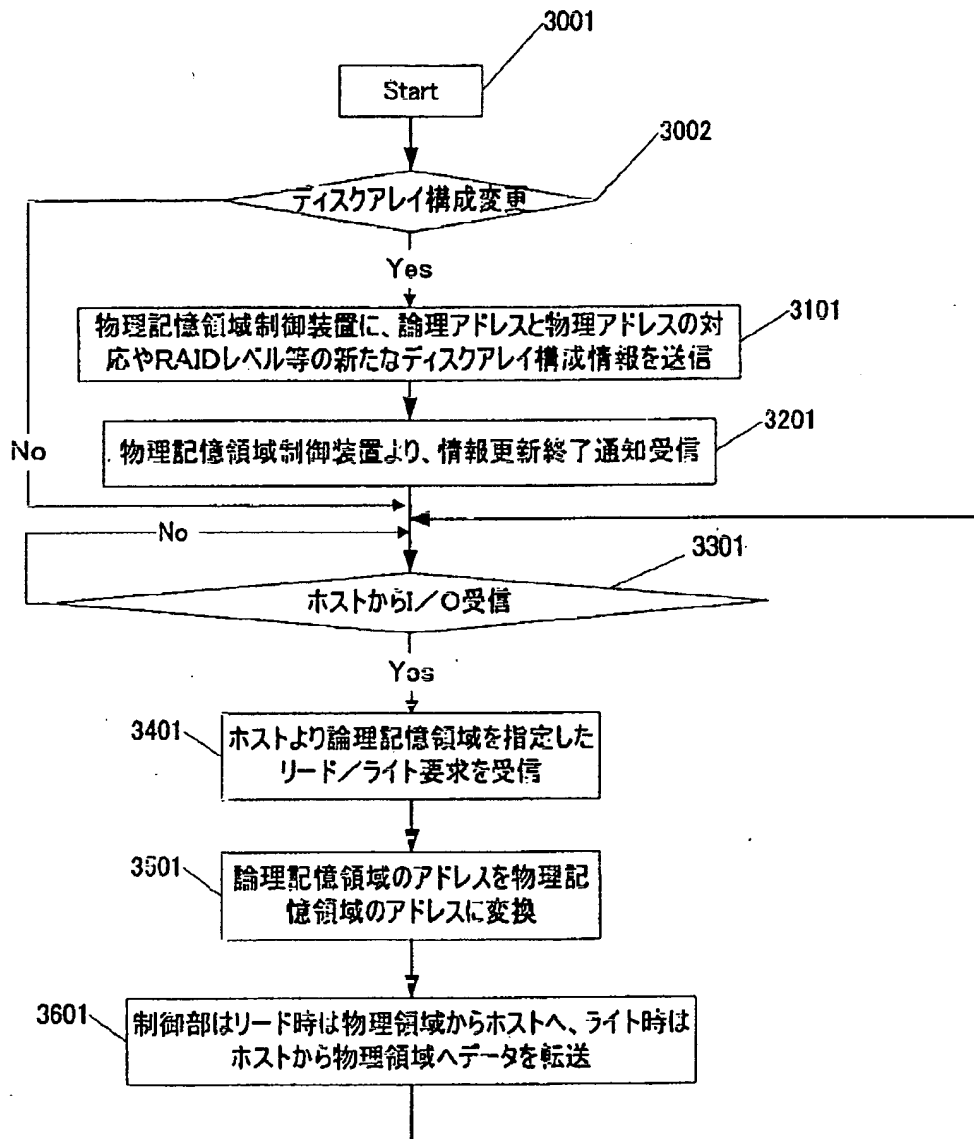 3001
Start
3002
ディスクアレイ構成変更
Yes
3101
物理記憶領域制御装置に、論理アドレスと物理アドレスの対
応やRAIDレベル等の新たなディスクアレイ構成情報を送信
3201
No
物理記憶領域制御装置より、情報更新終了通知受信
No
3301
ホストからI/O受信
Yes
3401
ホストより論理記憶領域を指定した
リード/ライト要求を受信
3501
論理記憶領域のアドレスを物理記
憶領域のアドレスに変換
3601
制御部はリード時は物理領域からホストへ、ライト時は
ホストから物理領域へデータを転送